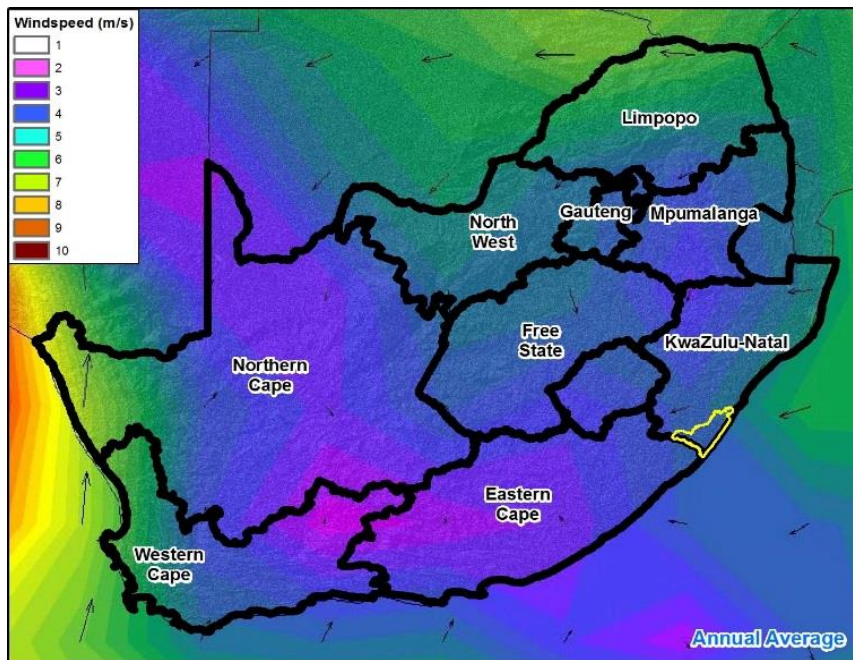 Windspeed (m/s)
1
2
3
4
5
6
7
8
9
10
Limpopo
North
West
Gauteng
Mpumalanga
Free
State
KwaZulu-Natal
Northern
Cape
Eastern
Cape
Western
Cape
Annual Average